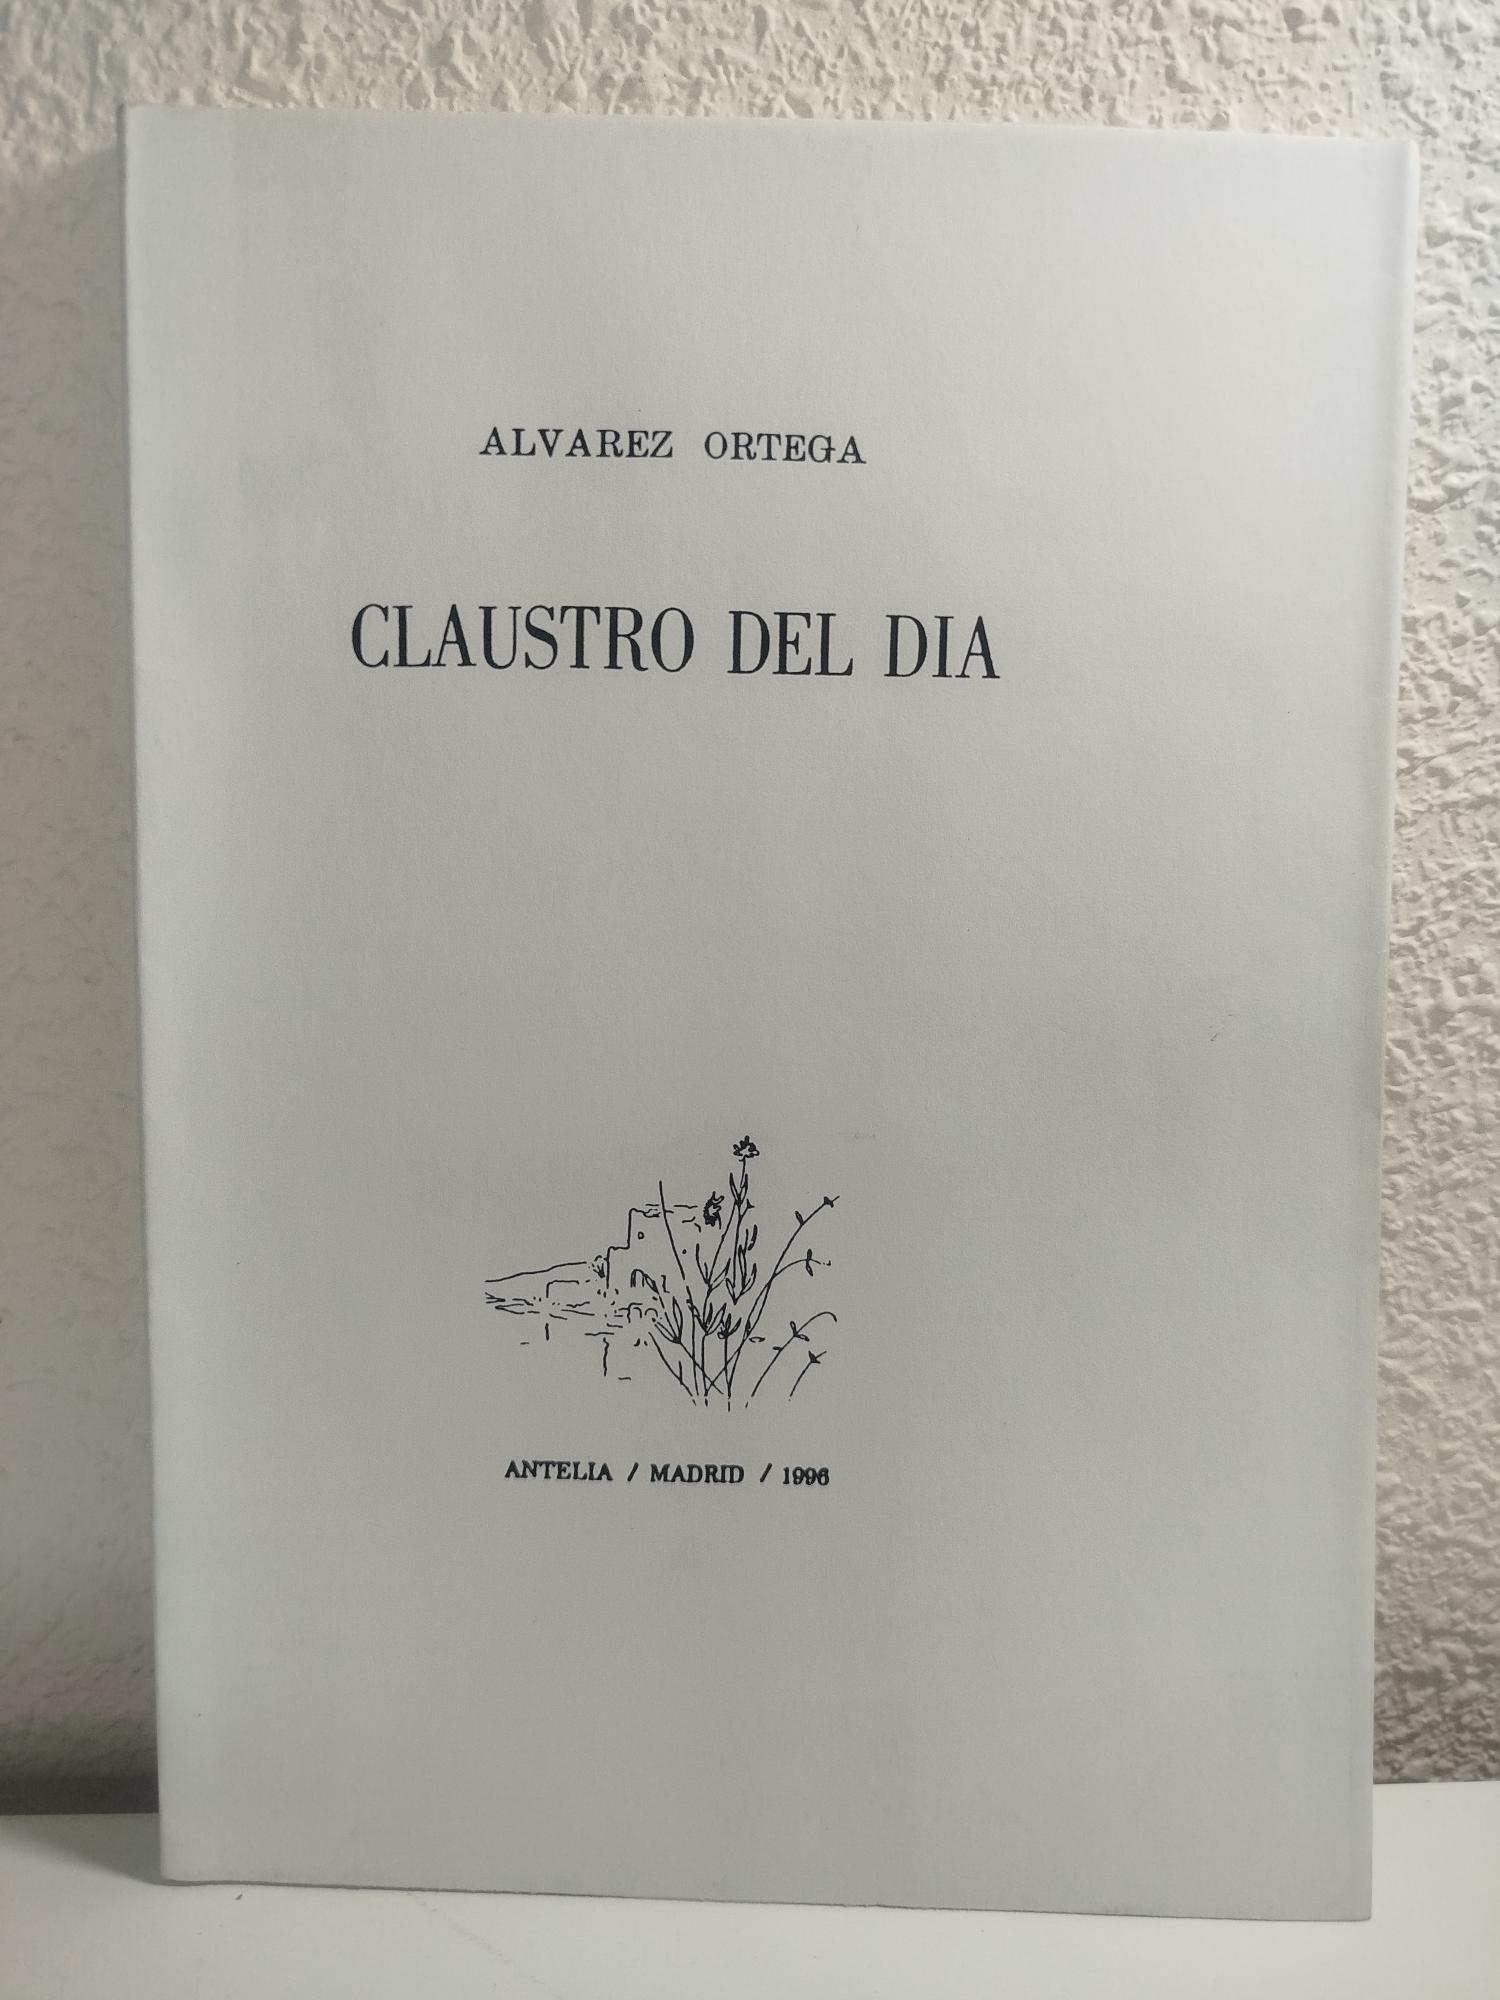 ALVAREZ ORTEGA
CLAUSTRO DEL DIA
ANTELIA / MADRID / 1996